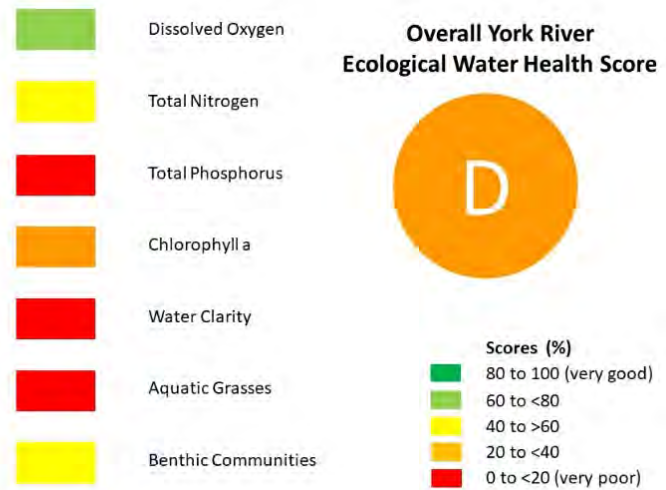 Dissolved Oxygen
Total Nitrogen
Total Phosphorus
Chlorophyll a
Water Clarity
Aquatic Grasses
Benthic Communities
Overall York River
Ecological Water Health Score
D
Scores (%)
80 to 100 (very good)
60 to <80
40 to >60
20 to <40
0 to <20 (very poor)